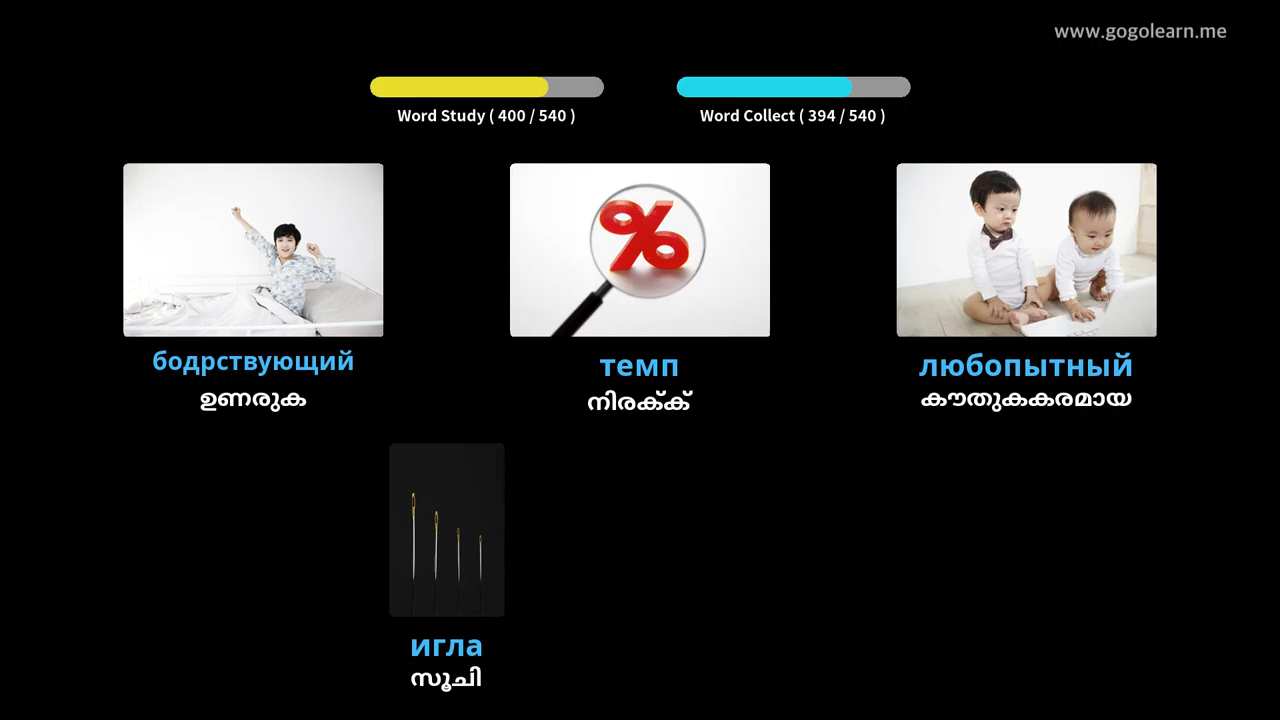 www.gogolearn.me
Word Study ( 400 / 540 )
Word Collect ( 394 / 540 )
%
бодрствующий
ഉണരുക
темп
നിരക്ക്
любопытный
കൗതുകകരമായ
игла
സൂചി